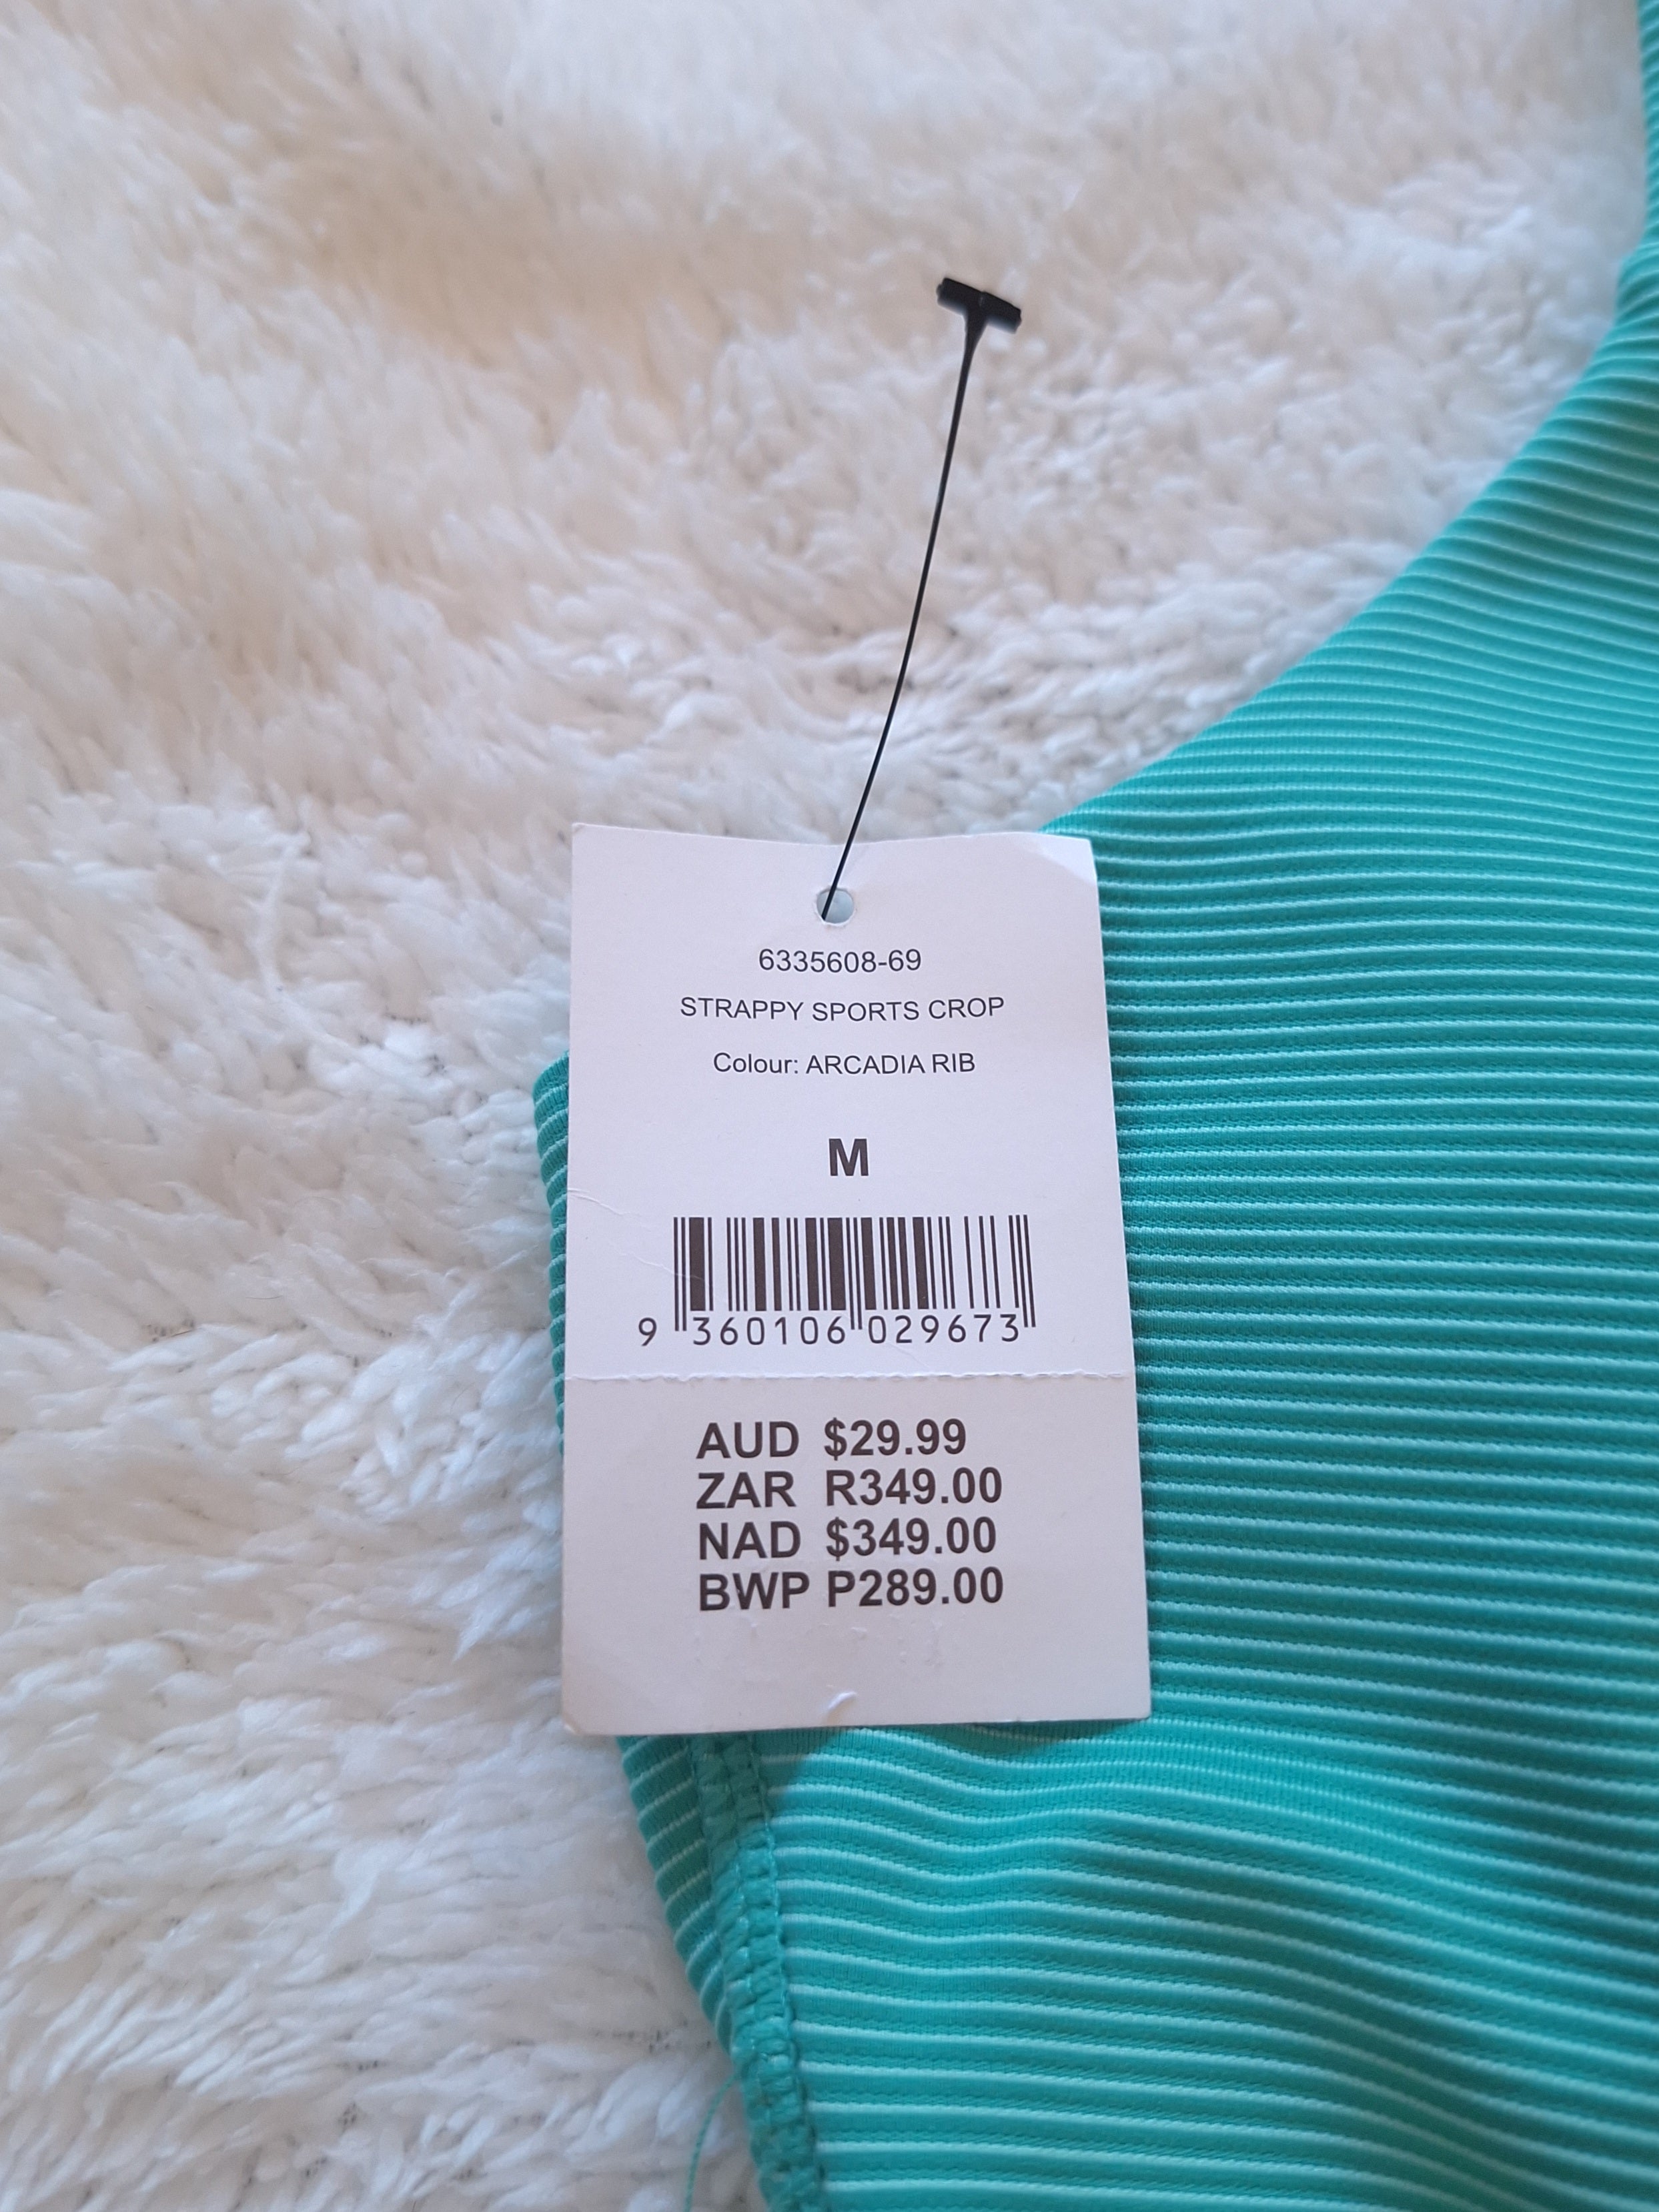 6335608-69
STRAPPY SPORTS CROP
Colour: ARCADIA RIB
M
9 360106 029673
AUD $29.99
ZAR R349.00
NAD $349.00
BWP P289.00